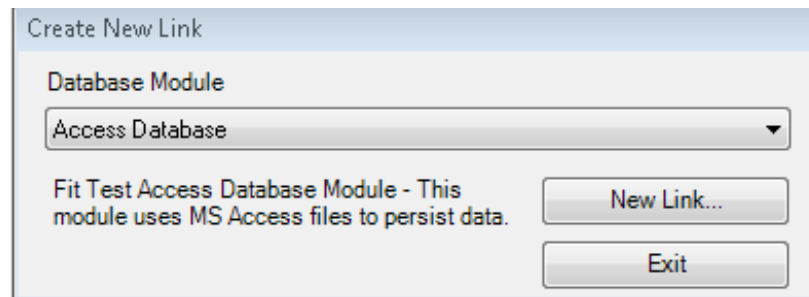 Create New Link
Database Module
Access Database
Fit Test Access Database Module - This
module uses MS Access files to persist data.
New Link...
Exit